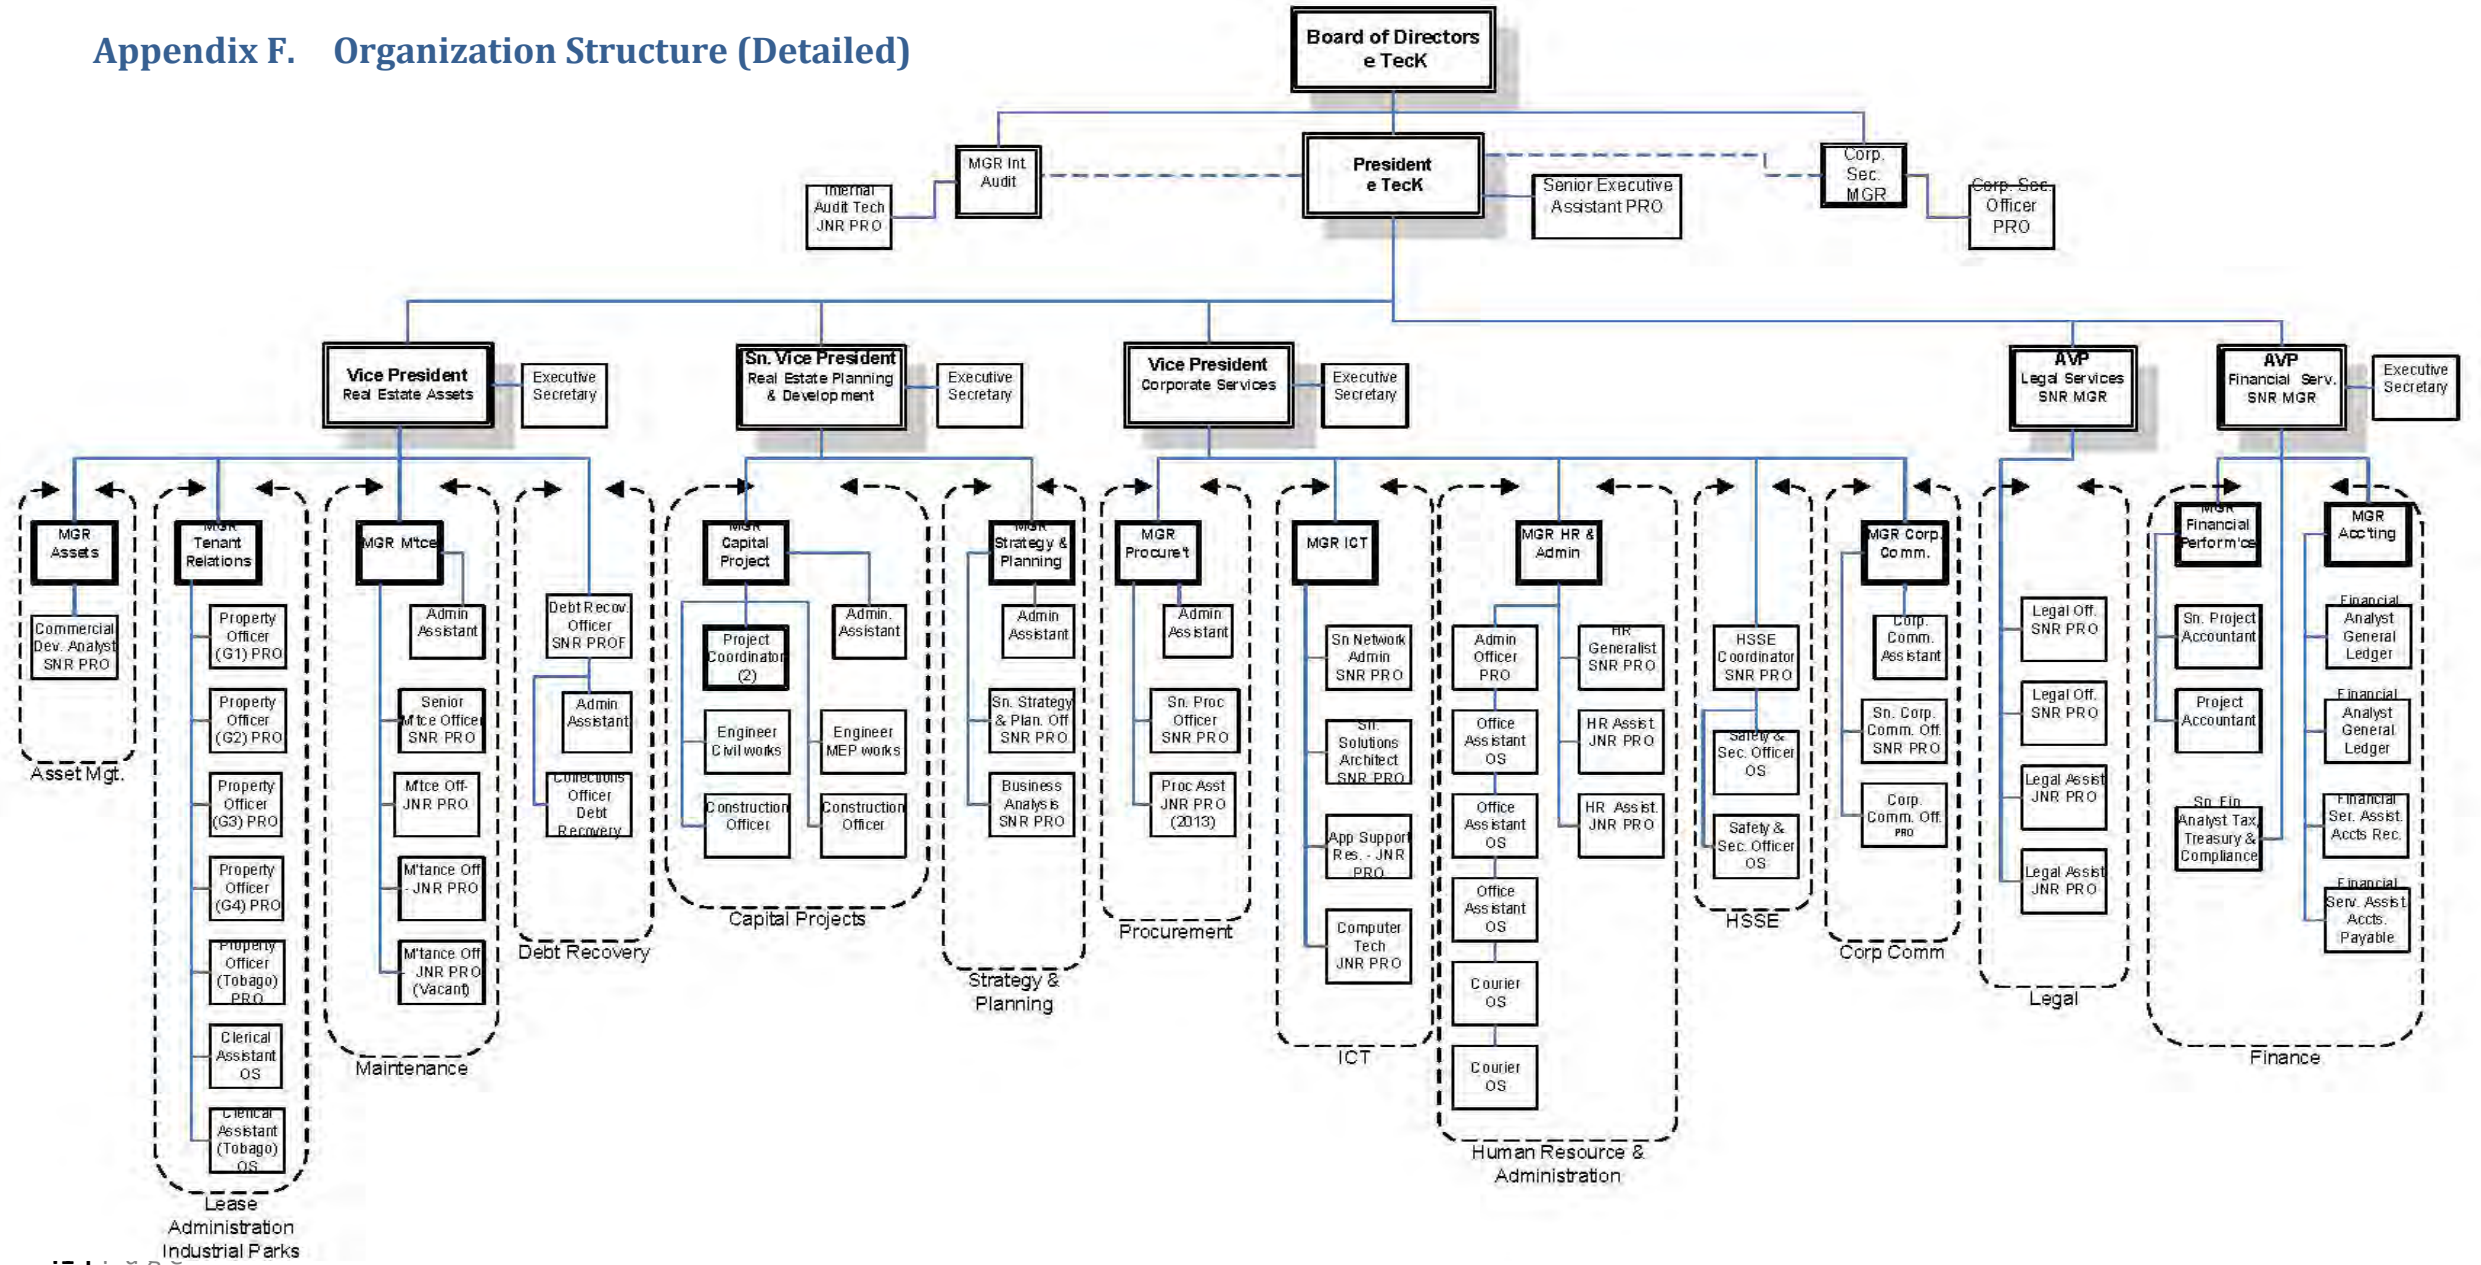 Appendix F. Organization Structure (Detailed)
Board of Directors
e TecK
MGR Int.
Audit
Internal
Audit Tech
JNR PRO
President
e TecK
Senior Executive
Assistant PRO
Corp.
Sec.
MGR
Corp. Sec.
Officer
PRO
Vice President
Real Estate Assets
Executive
Secretary
Sn. Vice President
Real Estate Planning
& Development
Executive
Secretary
Vice President
Corporate Services
Executive
Secretary
AVP
Legal Services
SNR MGR
AVP
Financial Serv.
SNR MGR
Executive
Secretary
MGR
Assets
Commercial
Dev. Analyst
SNR PRO
Asset Mgt.
MGR
Tenant
Relations
Property
Officer
(G1) PRO
Property
Officer
(G2) PRO
Property
Officer
(G3) PRO
Property
Officer
(G4) PRO
Property
Officer
(Tobago)
PRO
Clerical
Assistant
OS
Clerical
Assistant
(Tobago)
OS
Lease
Administration
Industrial Parks
MGR M'tce
Admin
Assistant
Senior
M'tce Officer
SNR PRO
M'tce Off-
JNR PRO
M'tance Off
- JNR PRO
M'tance Off
- JNR PRO
(Vacant)
Maintenance
Debt Recov.
Officer
SNR PROF
Admin
Assistant
Collections
Officer
Debt
Recovery
Debt Recovery
MGR
Capital
Project
Admin.
Assistant
Project
Coordinator
(2)
Engineer
Civil works
Engineer
MEP works
Construction
Officer
Construction
Officer
Capital Projects
MGR
Strategy &
Planning
Admin
Assistant
Sn. Strategy
& Plan. Off
SNR PRO
Business
Analysis
SNR PRO
Strategy &
Planning
MGR
Procure't
Admin
Assistant
Sn. Proc
Officer
SNR PRO
Proc Asst
JNR PRO
(2013)
Procurement
MGR ICT
Sn Network
Admin
SNR PRO
Sn.
Solutions
Architect
SNR PRO
App Support
Res. - JNR
PRO
Computer
Tech
JNR PRO
ICT
MGR HR &
Admin
Admin
Officer
PRO
Office
Assistant
OS
Office
Assistant
OS
Office
Assistant
OS
Courier
OS
Courier
OS
HR
Generalist
SNR PRO
HR Assist.
JNR PRO
HR Assist.
JNR PRO
Human Resource &
Administration
HSSE
Coordinator
SNR PRO
Safety &
Sec. Officer
OS
Safety &
Sec. Officer
OS
HSSE
MGR Corp.
Comm.
Corp.
Comm.
Assistant
Sn. Corp.
Comm. Off.
SNR PRO
Corp.
Comm. Off.
PRO
Corp Comm
Legal Off.
SNR PRO
Legal Off.
SNR PRO
Legal Assist
JNR PRO
Legal Assist
JNR PRO
Legal
MGR
Financial
Perform'ce
Sn. Project
Accountant
Project
Accountant
Sn. Fin
Analyst Tax,
Treasury &
Compliance
MGR
Acc'ting
Financial
Analyst
General
Ledger
Financial
Analyst
General
Ledger
Financial
Ser. Assist.
Accts Rec.
Financial
Serv. Assist.
Accts.
Payable
Finance